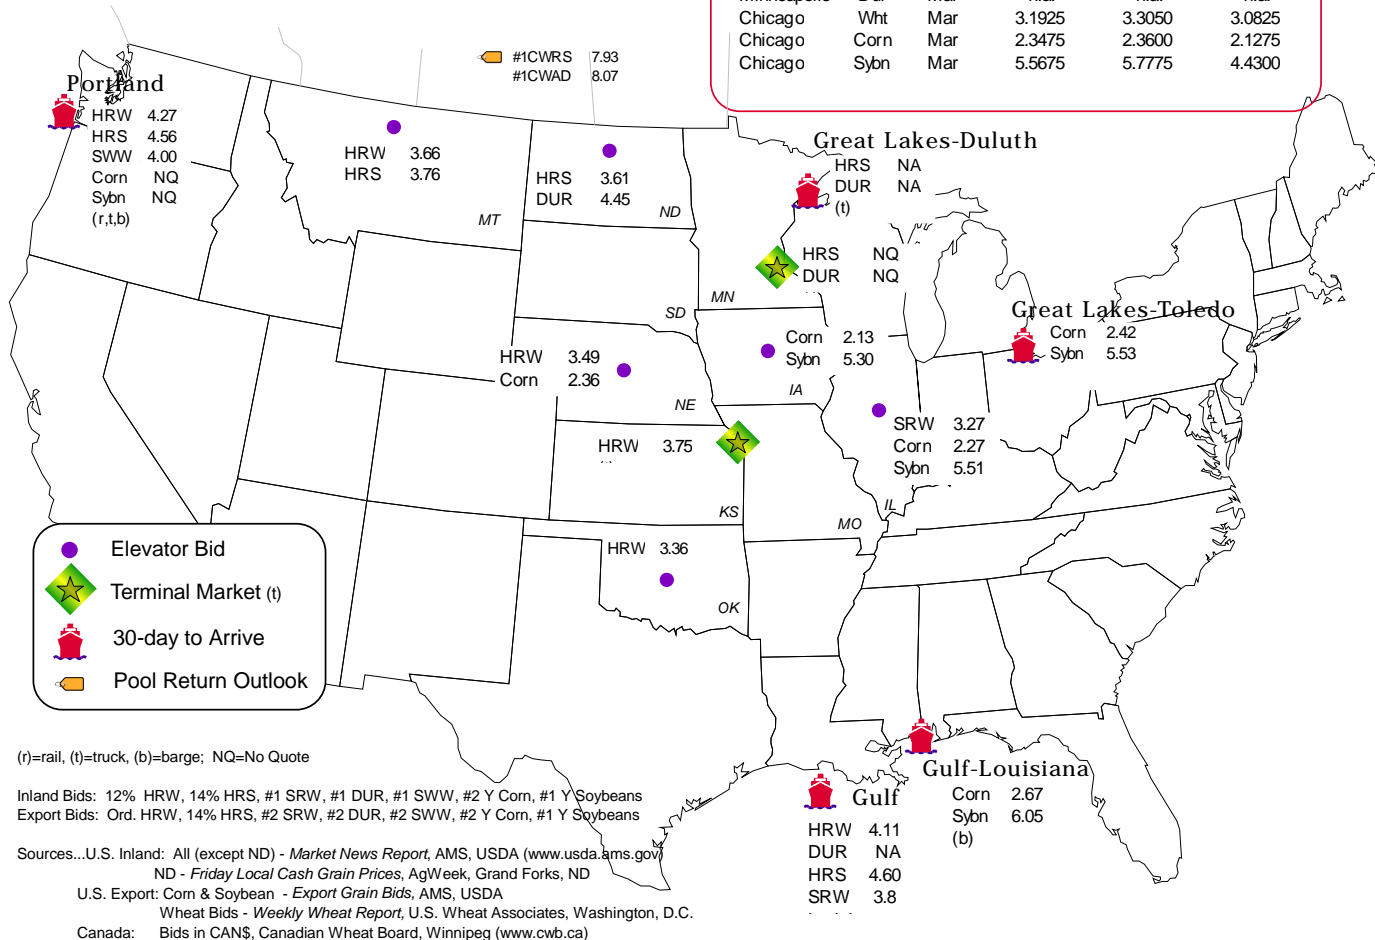 Minneapolis Dur Mar n.a. n.a. n.a.
Chicago Wht Mar 3.1925 3.3050 3.0825
Chicago Corn Mar 2.3475 2.3600 2.1275
Chicago Sybn Mar 5.5675 5.7775 4.4300
#1CWRS 7.93
#1CWAD 8.07
Portland
HRW 4.27
HRS 4.56
SWW 4.00
Corn NQ
Sybn NQ
(r,t,b)
HRW 3.66
HRS 3.76
MT
HRS 3.61
DUR 4.45
ND
Great Lakes-Duluth
HRS NA
DUR NA
(t)
HRS NQ
DUR NQ
MN
SD
Great Lakes-Toledo
Corn 2.42
Sybn 5.53
Corn 2.13
Sybn 5.30
IA
HRW 3.49
Corn 2.36
NE
SRW 3.27
Corn 2.27
Sybn 5.51
IL
HRW 3.75
KS
MO
HRW 3.36
OK
Elevator Bid
Terminal Market (t)
30-day to Arrive
Pool Return Outlook
Gulf-Louisiana
Corn 2.67
Sybn 6.05
(b)
Gulf
HRW 4.11
DUR NA
HRS 4.60
SRW 3.8
(r)=rail, (t)=truck, (b)=barge; NQ=No Quote
Inland Bids: 12% HRW, 14% HRS, #1 SRW, #1 DUR, #1 SWW, #2 Y Corn, #1 Y Soybeans
Export Bids: Ord. HRW, 14% HRS, #2 SRW, #2 DUR, #2 SWW, #2 Y Corn, #1 Y Soybeans
Sources...U.S. Inland: All (except ND) - Market News Report, AMS, USDA (www.usda.ams.gov)
ND - Friday Local Cash Grain Prices, AgWeek, Grand Forks, ND
U.S. Export: Corn & Soybean - Export Grain Bids, AMS, USDA
Wheat Bids - Weekly Wheat Report, U.S. Wheat Associates, Washington, D.C.
Canada: Bids in CAN$, Canadian Wheat Board, Winnipeg (www.cwb.ca)